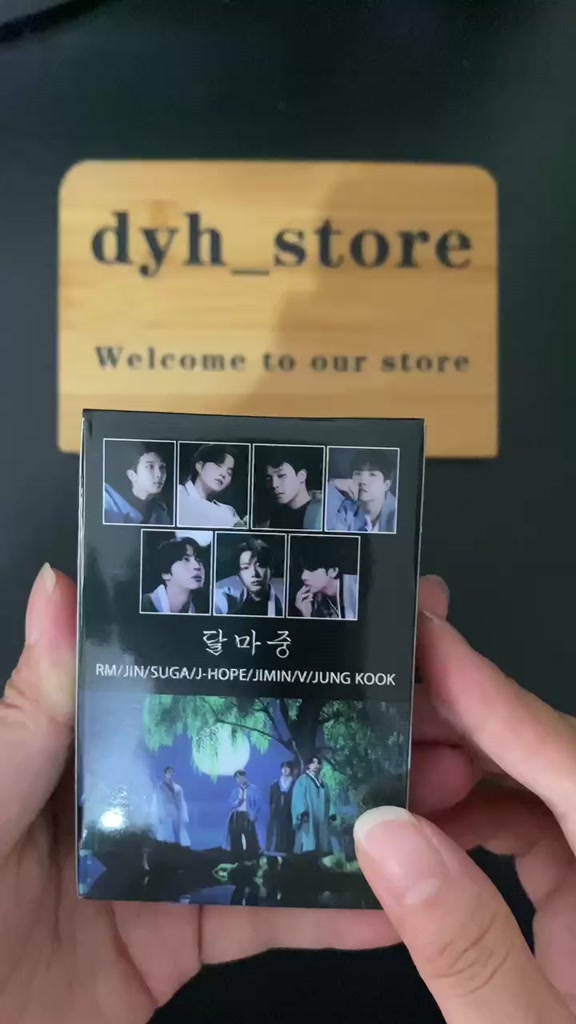 dyh_store
Welcome to our store
달마중
RM/JIN/SUGA/J-HOPE/JIMIN/V/JUNG KOOK